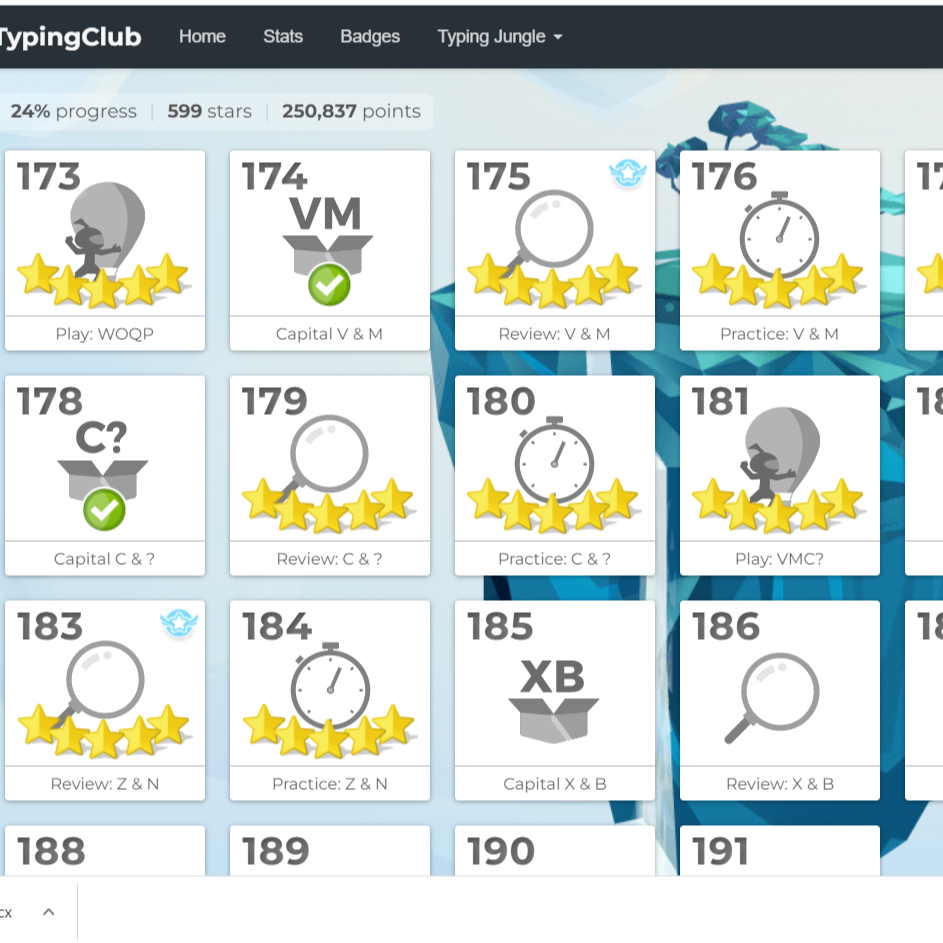 TypingClub Home Stats Badges Typing Jungle
24% progress 599 stars 250,837 points
173 174 175 176 17
VM
Play: WOQP Capital V & M Review: V & M Practice: V & M
178 179 180 181 18
C?
Capital C & ? Review: C & ? Practice: C & ? Play: VMC?
183 184 185 186 18
XB
Review: Z & N Practice: Z & N Capital X & B Review: X & B
188 189 190 191
cx